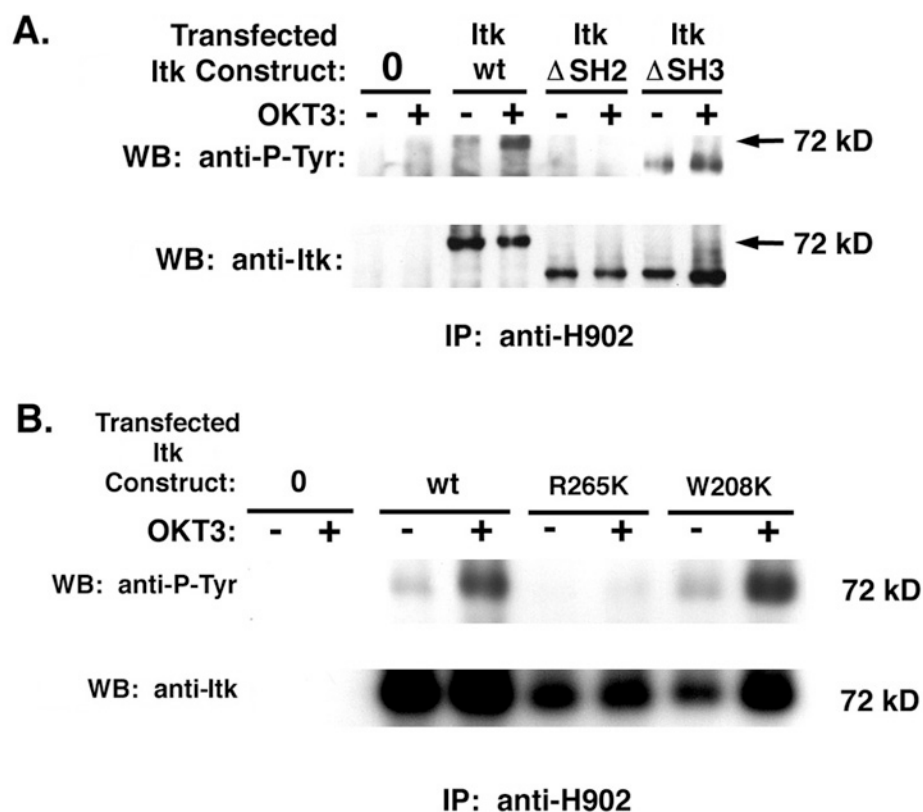 A.
Transfected
Itk Construct:
0
Itk
wt
Itk
Δ SH2
Itk
Δ SH3
OKT3: - + - + - + - +
WB: anti-P-Tyr:
72 kD
WB: anti-Itk:
72 kD
IP: anti-H902
B.
Transfected
Itk
Construct:
0 wt R265K W208K
OKT3: - + - + - + - +
WB: anti-P-Tyr
72 kD
WB: anti-Itk
72 kD
IP: anti-H902